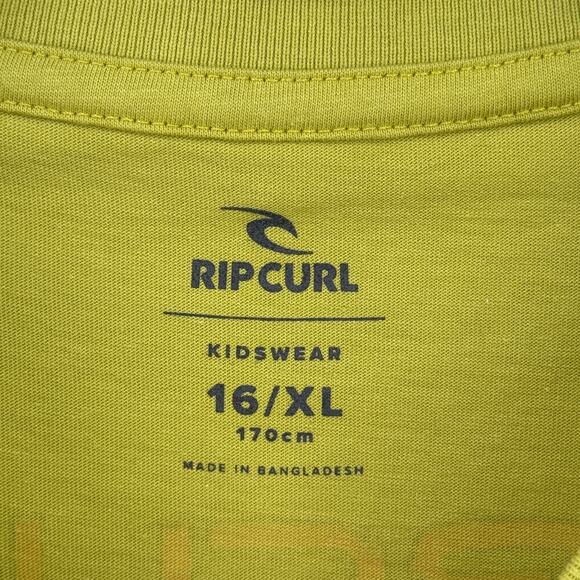 RIP CURL
KIDSWEAR
16/XL
170cm
MADE IN BANGLADESH